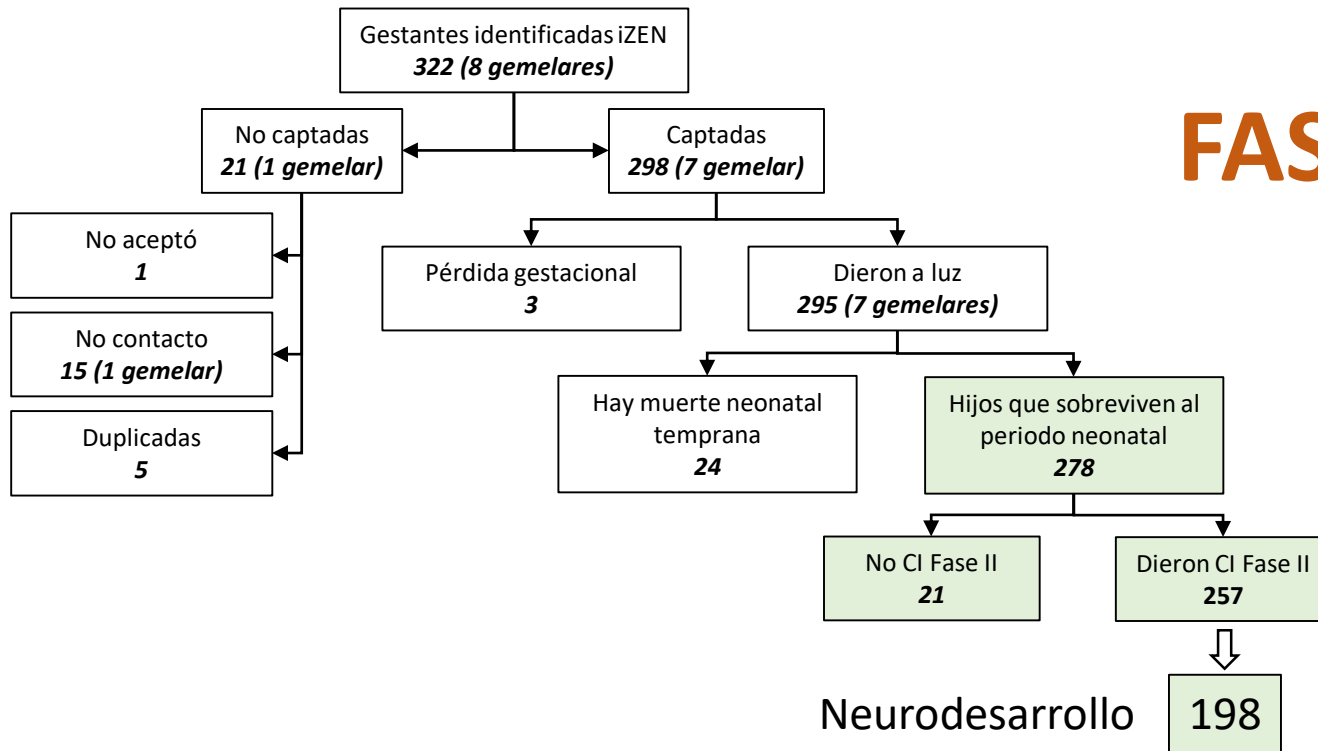 Gestantes identificadas iZEN
322 (8 gemelares)
No captadas
21 (1 gemelar)
Captadas
298 (7 gemelar)
FAS
No aceptó
1
No contacto
15 (1 gemelar)
Duplicadas
5
Pérdida gestacional
3
Dieron a luz
295 (7 gemelares)
Hay muerte neonatal
temprana
24
Hijos que sobreviven al
periodo neonatal
278
No CI Fase II
21
Dieron CI Fase II
257
Neurodesarrollo
198